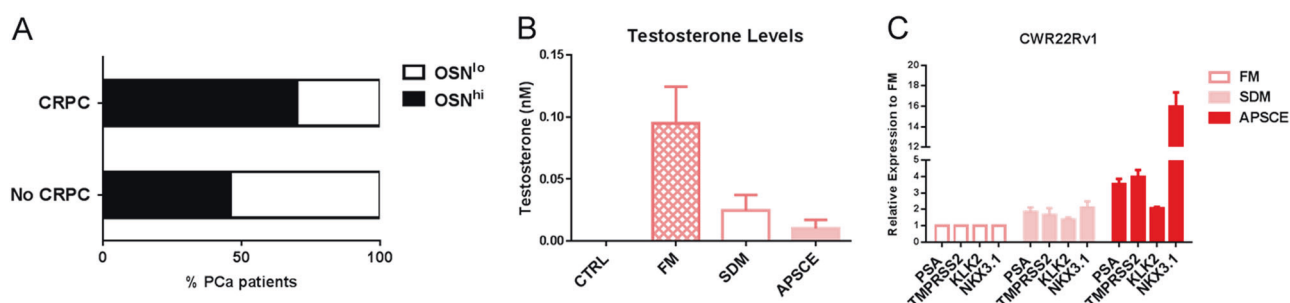 A
CRPC
No CRPC
0
50
100
% PCa patients
OSNlo
OSNhi
B
Testosterone Levels
Testosterone (nM)
0.15
0.10
0.05
0.00
CTRL
FM
SDM
APSCE
C
CWR22Rv1
Relative Expression to FM
20
18
16
14
12
10
8
6
5
4
3
2
1
0
PSA
TMPRSS2
KLK2
NKX3.1
PSA
TMPRSS2
KLK2
NKX3.1
PSA
TMPRSS2
KLK2
NKX3.1
FM
SDM
APSCE